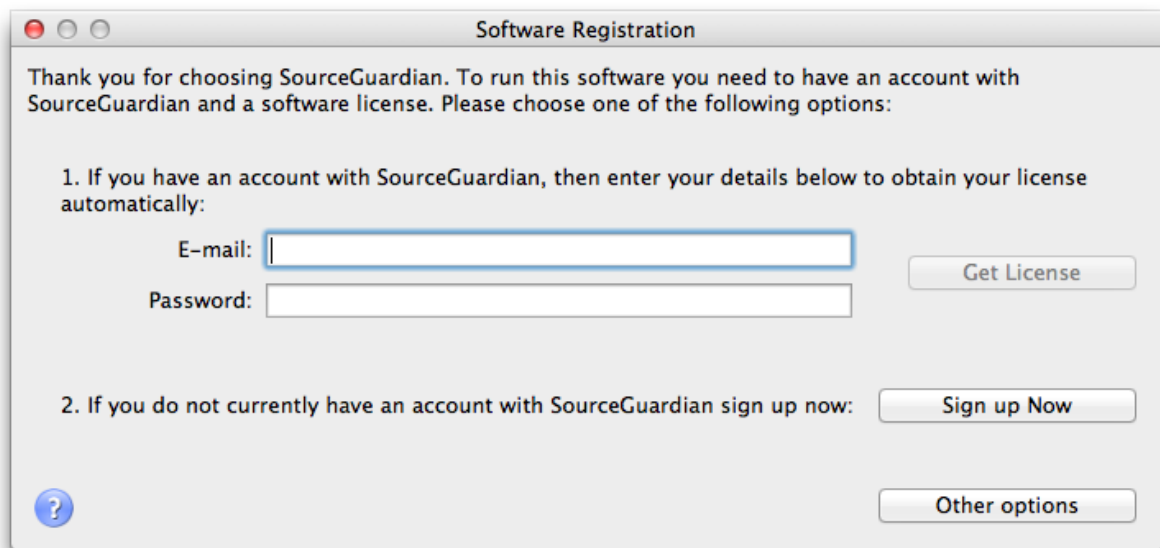 Software Registration
Thank you for choosing SourceGuardian. To run this software you need to have an account with
SourceGuardian and a software license. Please choose one of the following options:
1. If you have an account with SourceGuardian, then enter your details below to obtain your license
automatically:
E-mail:
Get License
Password:
2. If you do not currently have an account with SourceGuardian sign up now:
Sign up Now
?
Other options